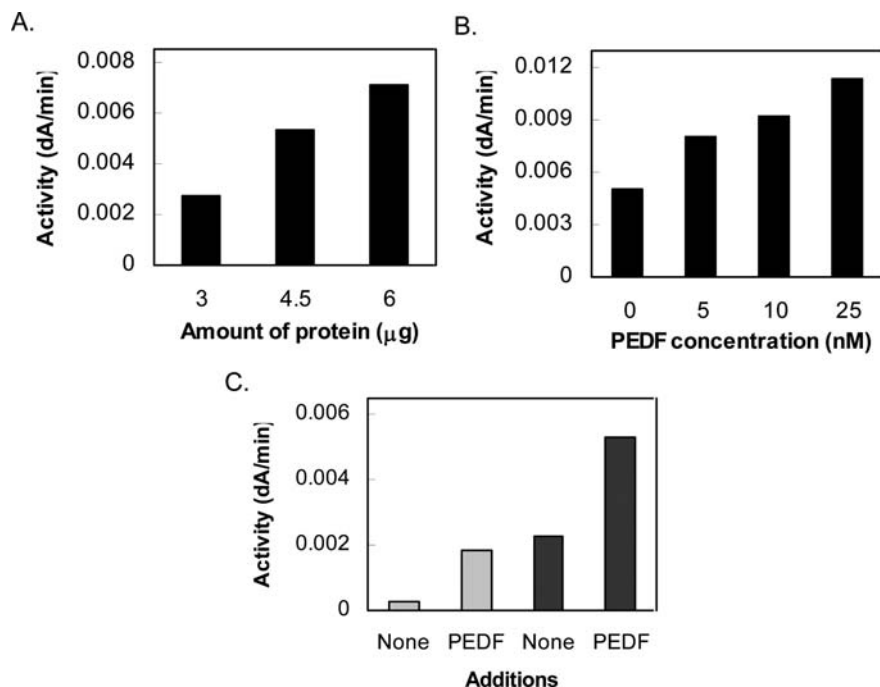 A.
Activity (dA/min)
0.008
0.006
0.004
0.002
0
3 4.5 6
Amount of protein (μg)
B.
Activity (dA/min)
0.012
0.009
0.006
0.003
0
0 5 10 25
PEDF concentration (nM)
C.
Activity (dA/min)
0.006
0.004
0.002
0
None PEDF None PEDF
Additions